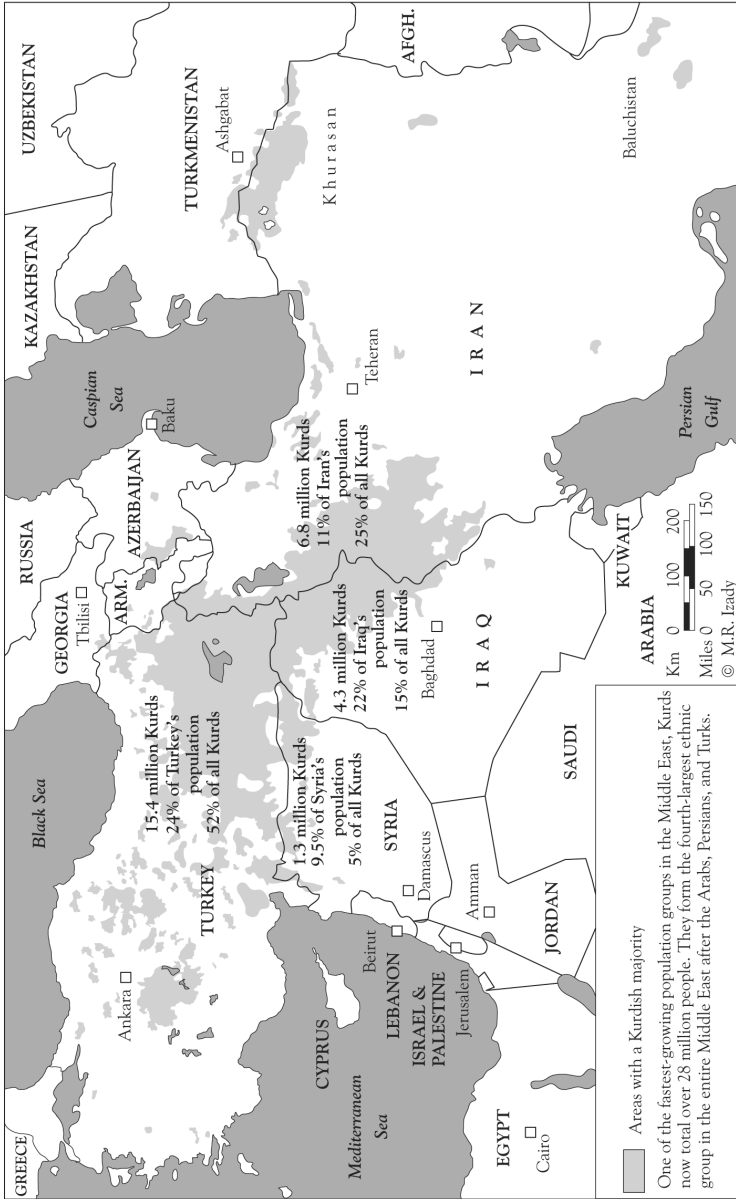 GREECE
Black Sea
RUSSIA
KAZAKHSTAN
UZBEKISTAN
GEORGIA
Tbilisi
ARM.
AZERBAIJAN
Caspian
Sea
Baku
TURKMENISTAN
Ashgabat
AFGH.
Ankara
TURKEY
15.4 million Kurds
24% of Turkey's
population
52% of all Kurds
6.8 million Kurds
11% of Iran's
population
25% of all Kurds
Teheran
Khurasan
CYPRUS
Mediterranean
Sea
1.3 million Kurds
9.5% of Syria's
population
5% of all Kurds
SYRIA
4.3 million Kurds
22% of Iraq's
population
15% of all Kurds
Baghdad
IRAQ
IRAN
Beirut
LEBANON
Damascus
ISRAEL &
PALESTINE
Jerusalem
Amman
JORDAN
EGYPT
Cairo
SAUDI
ARABIA
KUWAIT
Persian
Gulf
Baluchistan
Km 0 100 200
Miles 0 50 100 150
© M.R. Izady
Areas with a Kurdish majority
One of the fastest-growing population groups in the Middle East, Kurds
now total over 28 million people. They form the fourth-largest ethnic
group in the entire Middle East after the Arabs, Persians, and Turks.